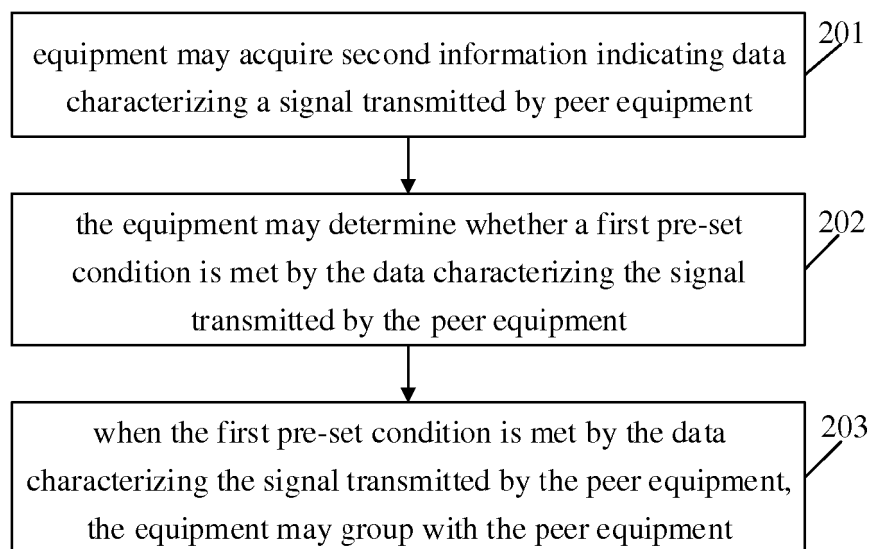 equipment may acquire second information indicating data
characterizing a signal transmitted by peer equipment
201
the equipment may determine whether a first pre-set
condition is met by the data characterizing the signal
transmitted by the peer equipment
202
when the first pre-set condition is met by the data
characterizing the signal transmitted by the peer equipment,
the equipment may group with the peer equipment
203